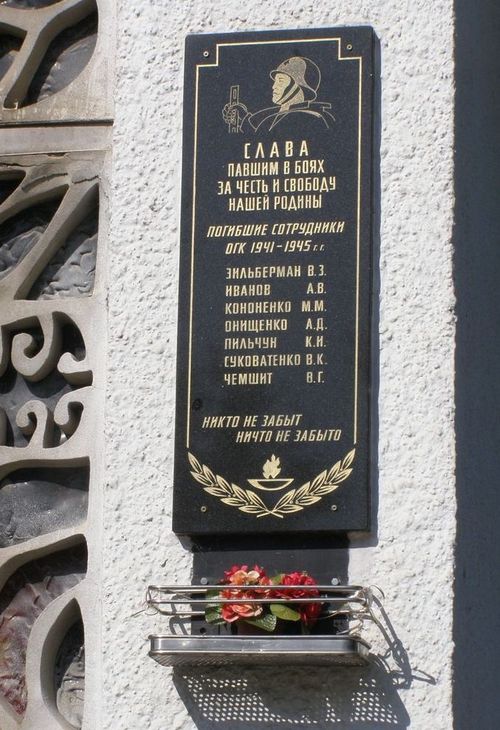 СЛАВА
ПАВШИМ В БОЯХ
ЗА ЧЕСТЬ И СВОБОДУ
НАШЕЙ РОДИНЫ
ПОГИБШИЕ СОТРУДНИКИ
ОГК 1941-1945 г.г.
ЗИЛЬБЕРМАН В.З.
ИВАНОВ А.В.
КОНОНЕНКО М.М.
ОНИЩЕНКО А.Д.
ПИЛЬЧУН К.И.
СУКОВАТЕНКО В.К.
ЧЕМШИТ В.Г.
НИКТО НЕ ЗАБЫТ
НИЧТО НЕ ЗАБЫТО